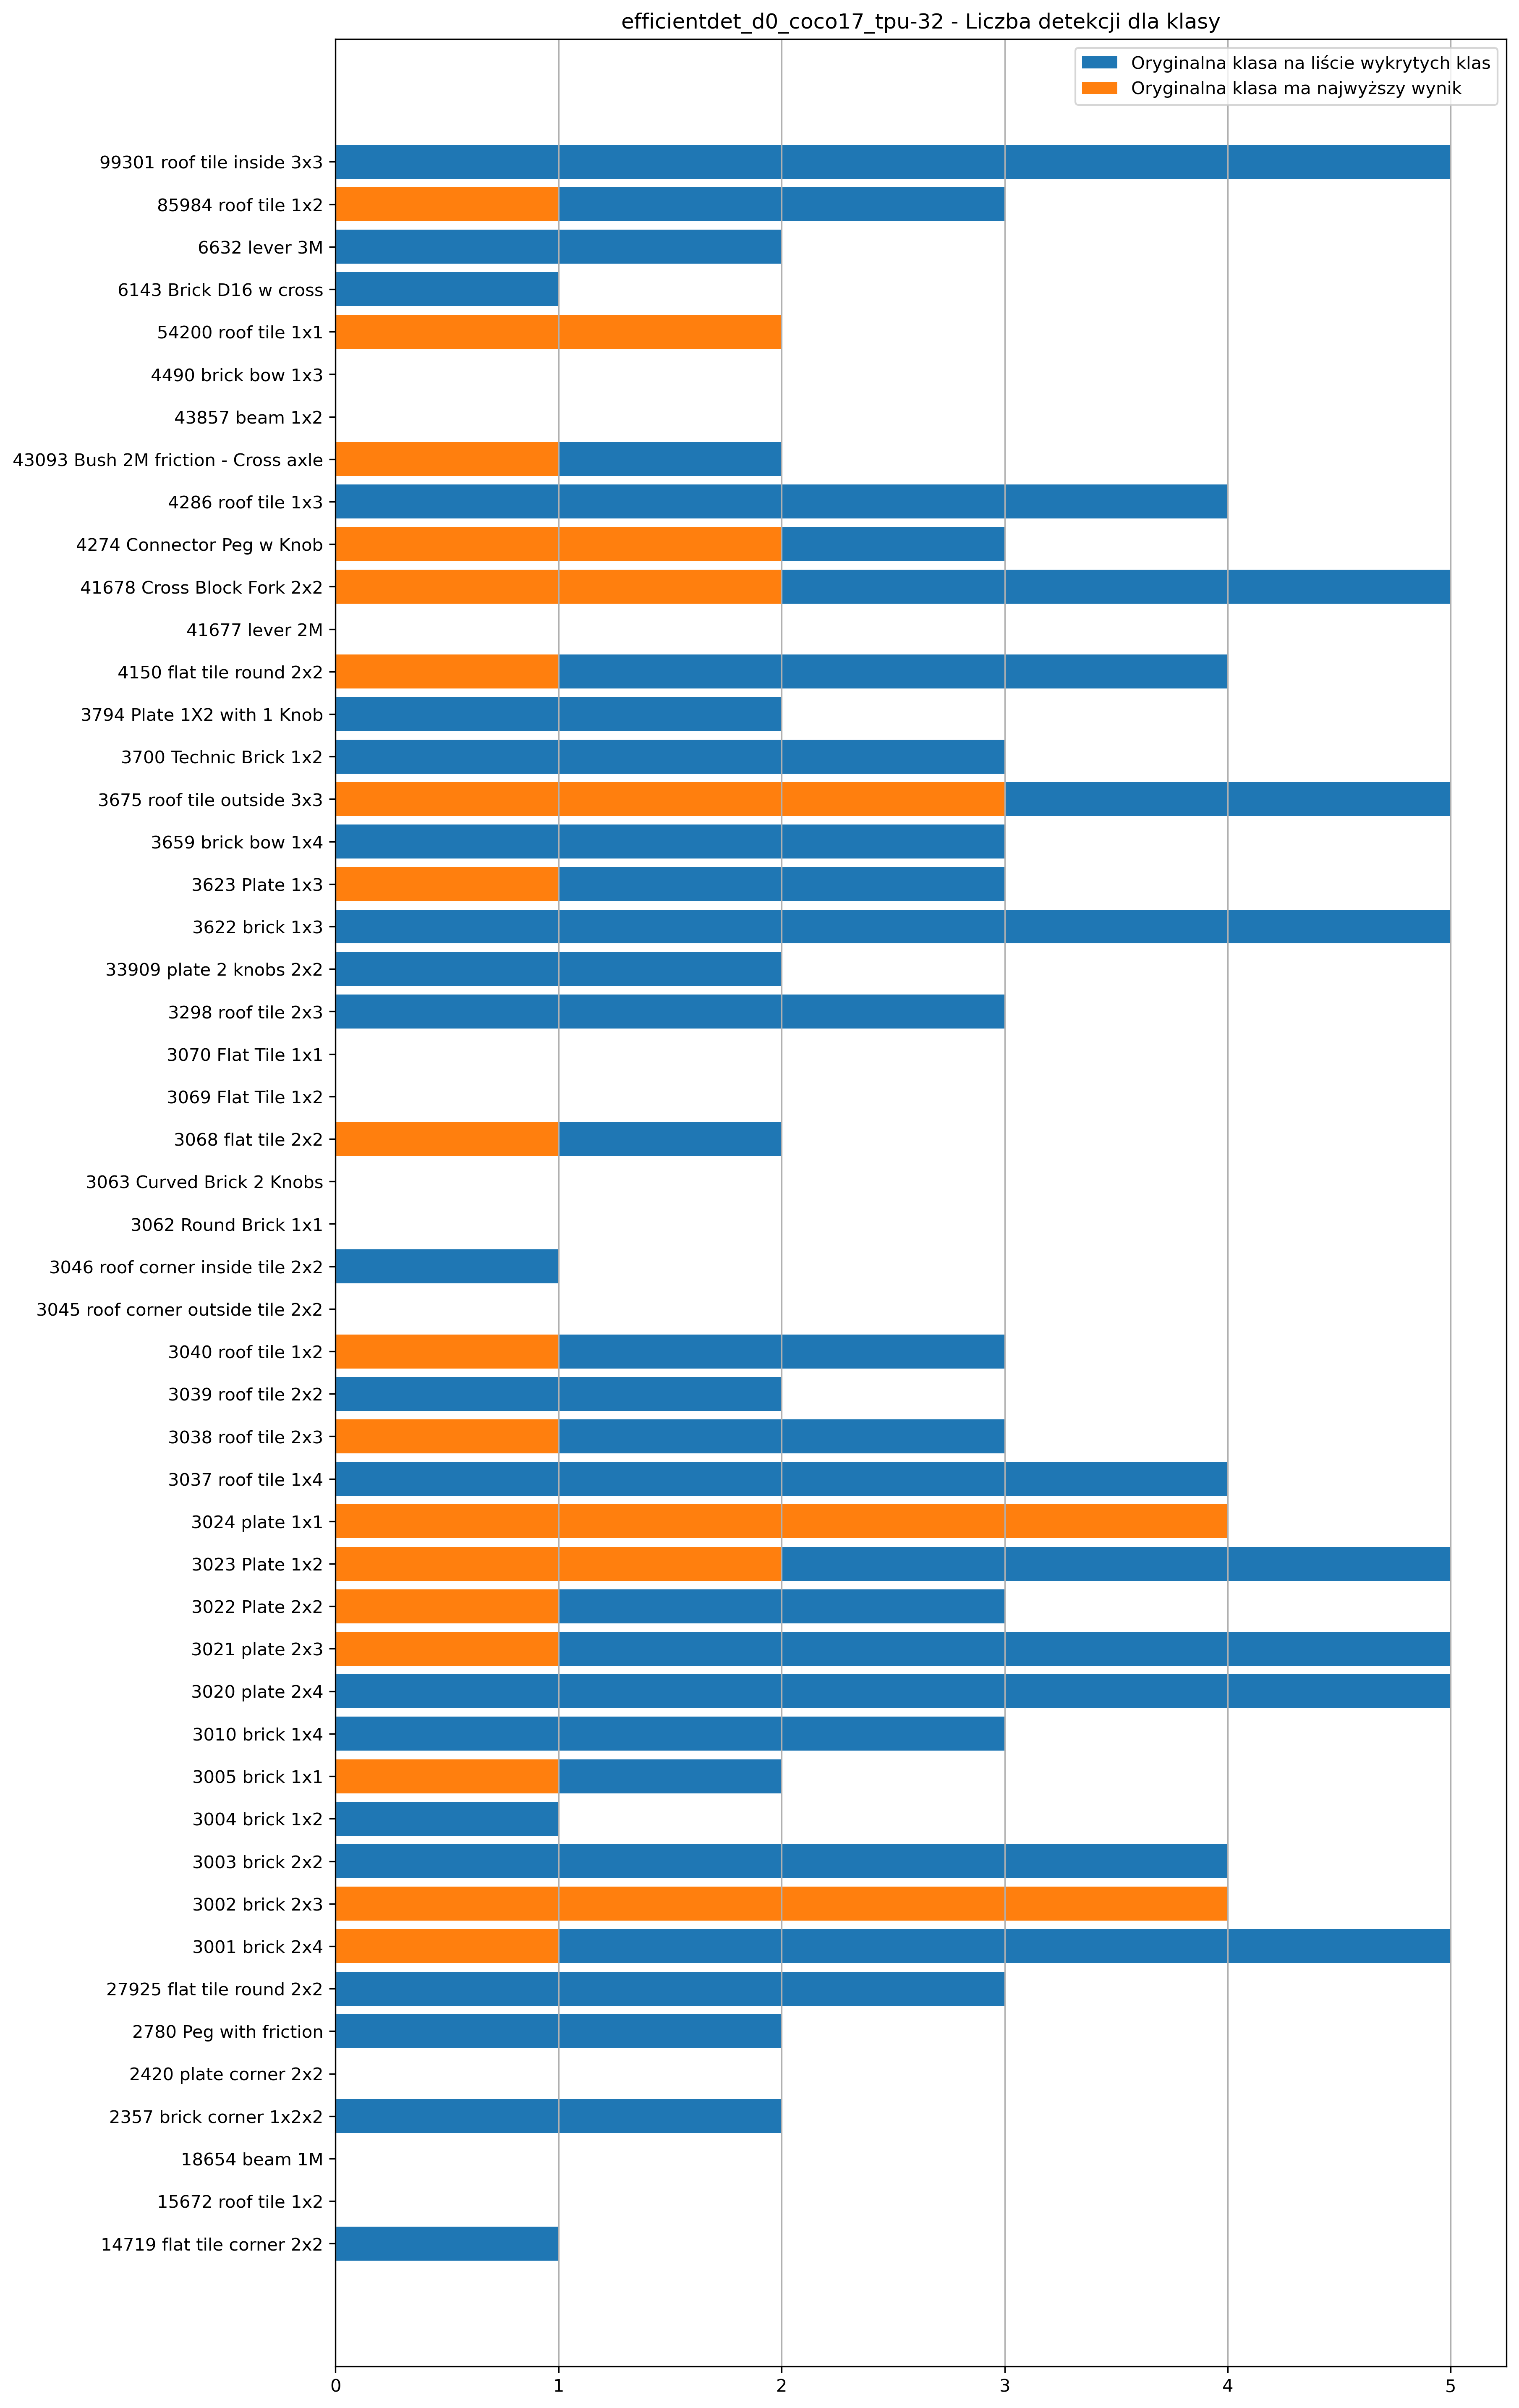 efficientdet_d0_coco17_tpu-32 - Liczba detekcji dla klasy
Oryginalna klasa na liście wykrytych klas
Oryginalna klasa ma najwyższy wynik
99301 roof tile inside 3x3
85984 roof tile 1x2
6632 lever 3M
6143 Brick D16 w cross
54200 roof tile 1x1
4490 brick bow 1x3
43857 beam 1x2
43093 Bush 2M friction - Cross axle
4286 roof tile 1x3
4274 Connector Peg w Knob
41678 Cross Block Fork 2x2
41677 lever 2M
4150 flat tile round 2x2
3794 Plate 1X2 with 1 Knob
3700 Technic Brick 1x2
3675 roof tile outside 3x3
3659 brick bow 1x4
3623 Plate 1x3
3622 brick 1x3
33909 plate 2 knobs 2x2
3298 roof tile 2x3
3070 Flat Tile 1x1
3069 Flat Tile 1x2
3068 flat tile 2x2
3063 Curved Brick 2 Knobs
3062 Round Brick 1x1
3046 roof corner inside tile 2x2
3045 roof corner outside tile 2x2
3040 roof tile 1x2
3039 roof tile 2x2
3038 roof tile 2x3
3037 roof tile 1x4
3024 plate 1x1
3023 Plate 1x2
3022 Plate 2x2
3021 plate 2x3
3020 plate 2x4
3010 brick 1x4
3005 brick 1x1
3004 brick 1x2
3003 brick 2x2
3002 brick 2x3
3001 brick 2x4
27925 flat tile round 2x2
2780 Peg with friction
2420 plate corner 2x2
2357 brick corner 1x2x2
18654 beam 1M
15672 roof tile 1x2
14719 flat tile corner 2x2
0 1 2 3 4 5